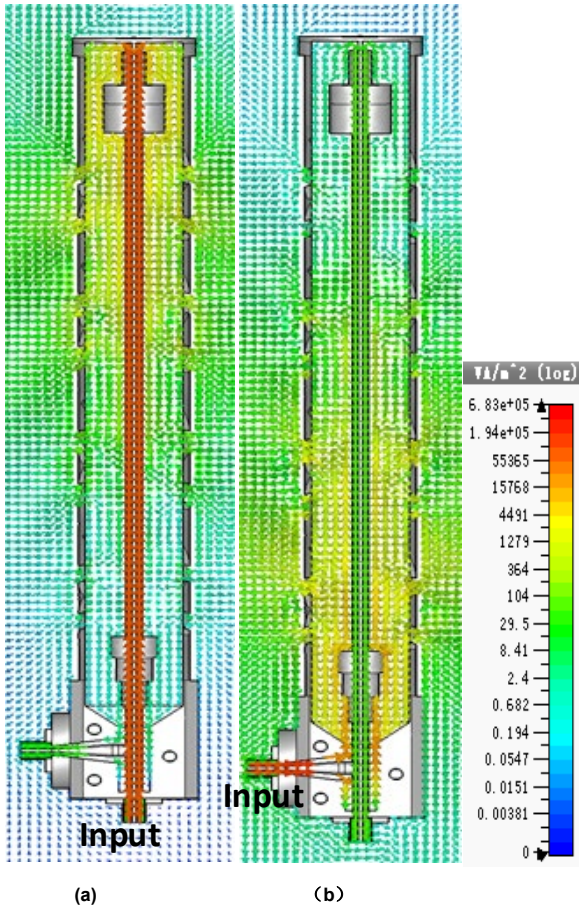 VA/m^2 (log)
6.83e+05
1.94e+05
55365
15768
4491
1279
364
104
29.5
8.41
2.4
0.682
0.194
0.0547
0.0151
0.00381
0
Input
Input
(a)
（b）